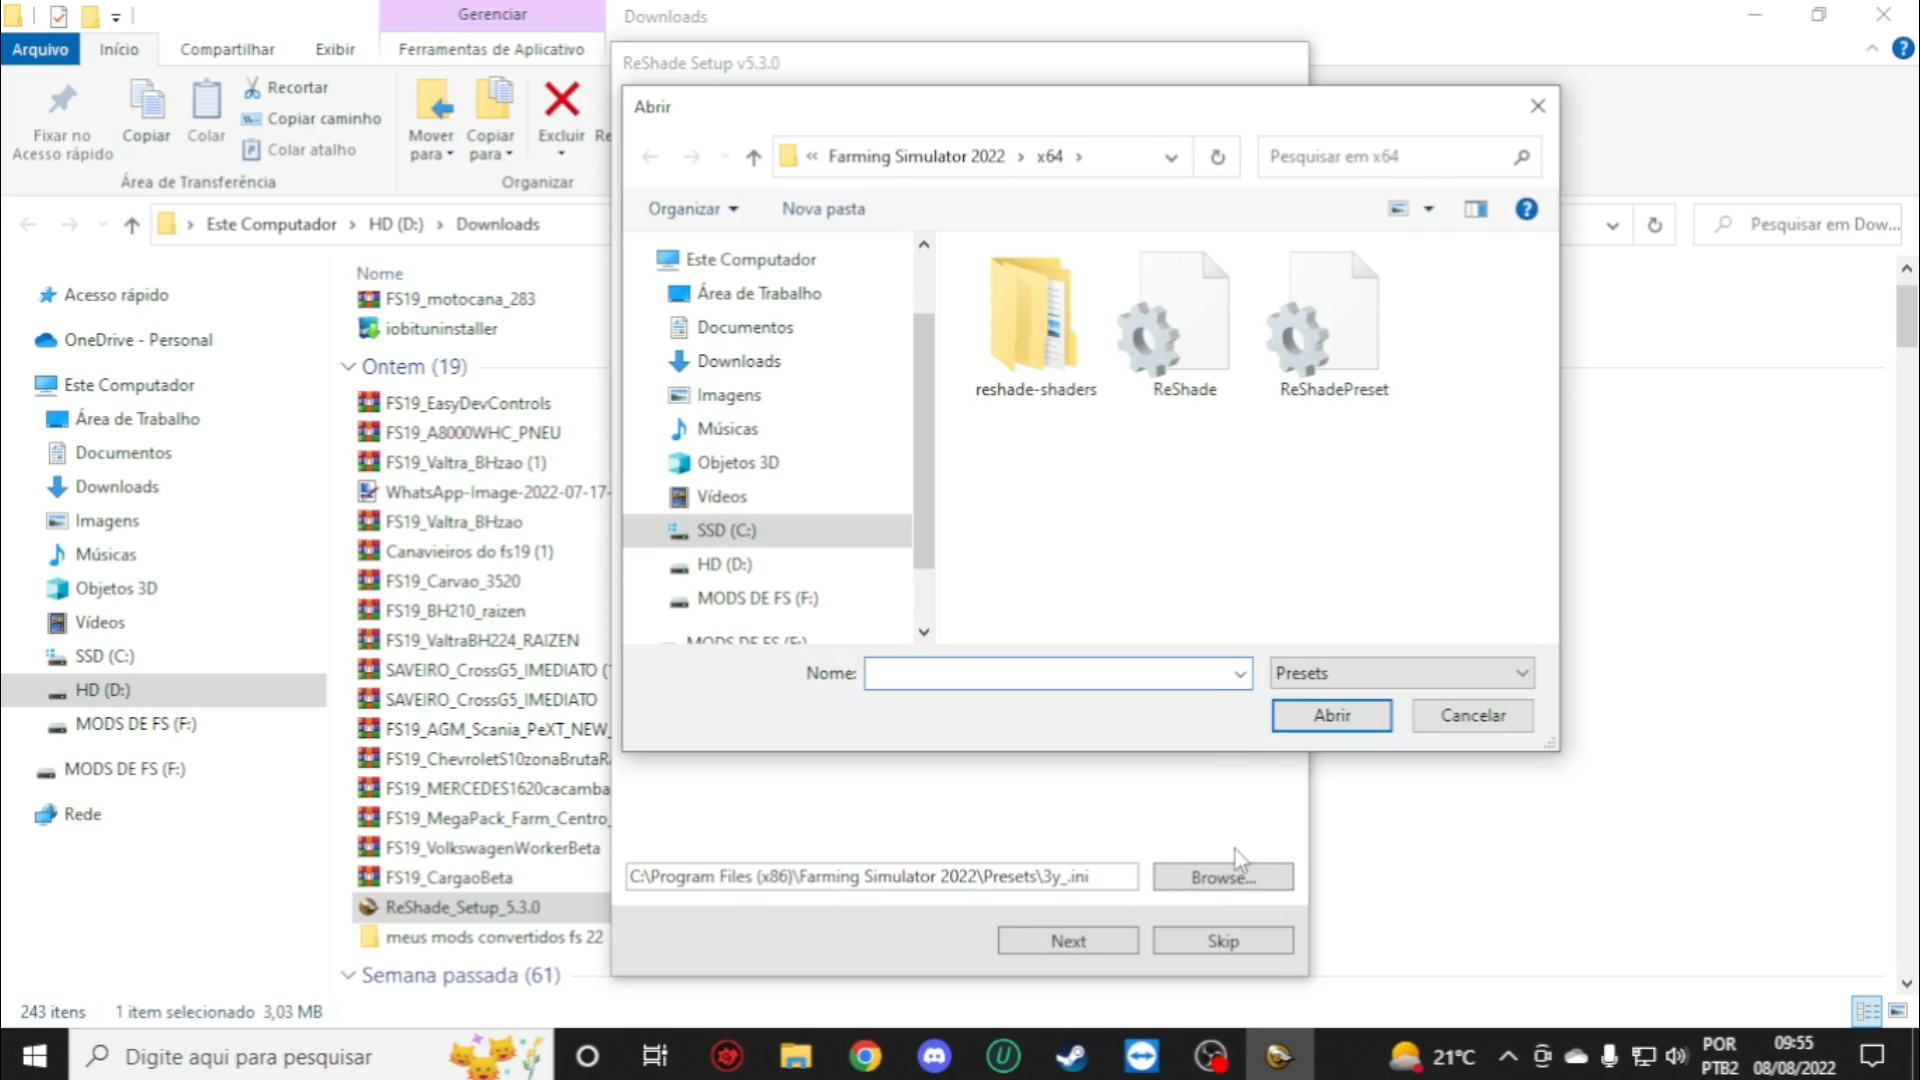 Gerenciar
Downloads
Arquivo
Início
Compartilhar
Exibir
Ferramentas de Aplicativo
Fixar no
Acesso rápido
Copiar
Colar
Recortar
Copiar caminho
Colar atalho
Mover
para
Copiar
para
Excluir
Re
Área de Transferência
Organizar
Este Computador
HD (D:)
Downloads
Pesquisar em Dow...
Acesso rápido
OneDrive - Personal
Este Computador
Área de Trabalho
Documentos
Downloads
Imagens
Músicas
Objetos 3D
Vídeos
SSD (C:)
HD (D:)
MODS DE FS (F:)
MODS DE FS (F:)
Rede
Nome
FS19_motocana_283
iobituninstaller
Ontem (19)
FS19_EasyDevControls
FS19_A8000WHC_PNEU
FS19_Valtra_BHzao (1)
WhatsApp-Image-2022-07-17-
FS19_Valtra_BHzao
Canavieiros do fs19 (1)
FS19_Carvao_3520
FS19_BH210_raizen
FS19_ValtraBH224_RAIZEN
SAVEIRO_CrossG5_IMEDIATO (
SAVEIRO_CrossG5_IMEDIATO
FS19_AGM_Scania_PeXT_NEW_
FS19_ChevroletS10zonaBrutaR
FS19_MERCEDES1620cacamba
FS19_MegaPack_Farm_Centro_
FS19_VolkswagenWorkerBeta
FS19_CargaoBeta
ReShade_Setup_5.3.0
meus mods convertidos fs 22
Semana passada (61)
243 itens
1 item selecionado 3,03 MB
ReShade Setup v5.3.0
Abrir
« Farming Simulator 2022 › x64 ›
Pesquisar em x64
Organizar
Nova pasta
Este Computador
Área de Trabalho
Documentos
Downloads
Imagens
Músicas
Objetos 3D
Vídeos
SSD (C:)
HD (D:)
MODS DE FS (F:)
MODS DE FS (F:)
reshade-shaders
ReShade
ReShadePreset
Nome:
Presets
Abrir
Cancelar
C:\Program Files (x86)\Farming Simulator 2022\Presets\3y_.ini
Browse...
Next
Skip
Digite aqui para pesquisar
21°C
POR
PTB2
09:55
08/08/2022